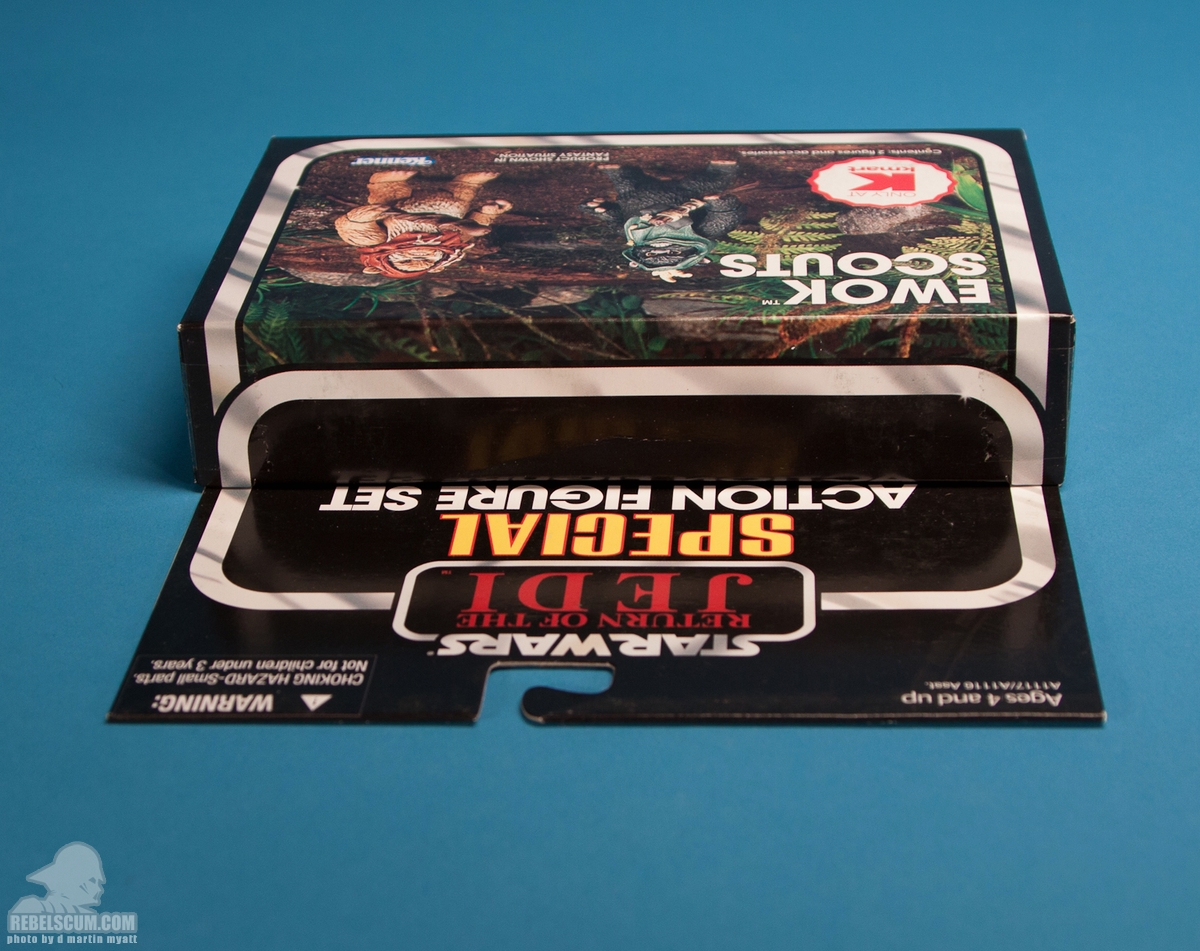 Ages 4 and up
A1117/A1116 Asst.
WARNING:
CHOKING HAZARD-Small parts.
Not for children under 3 years.
STAR WARS
RETURN OF THE
JEDI™
SPECIAL
ACTION FIGURE SET
EWOK™
SCOUTS
ONLY AT
K
kmart
Contents: 2 figures and accessories.
PRODUCT SHOWN IN
FANTASY SITUATION.
Kenner
REBELSCUM.COM
photo by d martin myatt